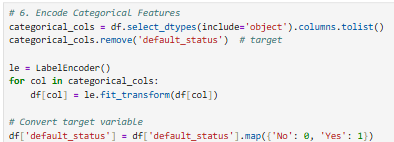 # 6. Encode Categorical Features
categorical_cols = df.select_dtypes(include='object').columns.tolist()
categorical_cols.remove('default_status')  # target

le = LabelEncoder()
for col in categorical_cols:
    df[col] = le.fit_transform(df[col])

# Convert target variable
df['default_status'] = df['default_status'].map({'No': 0, 'Yes': 1})